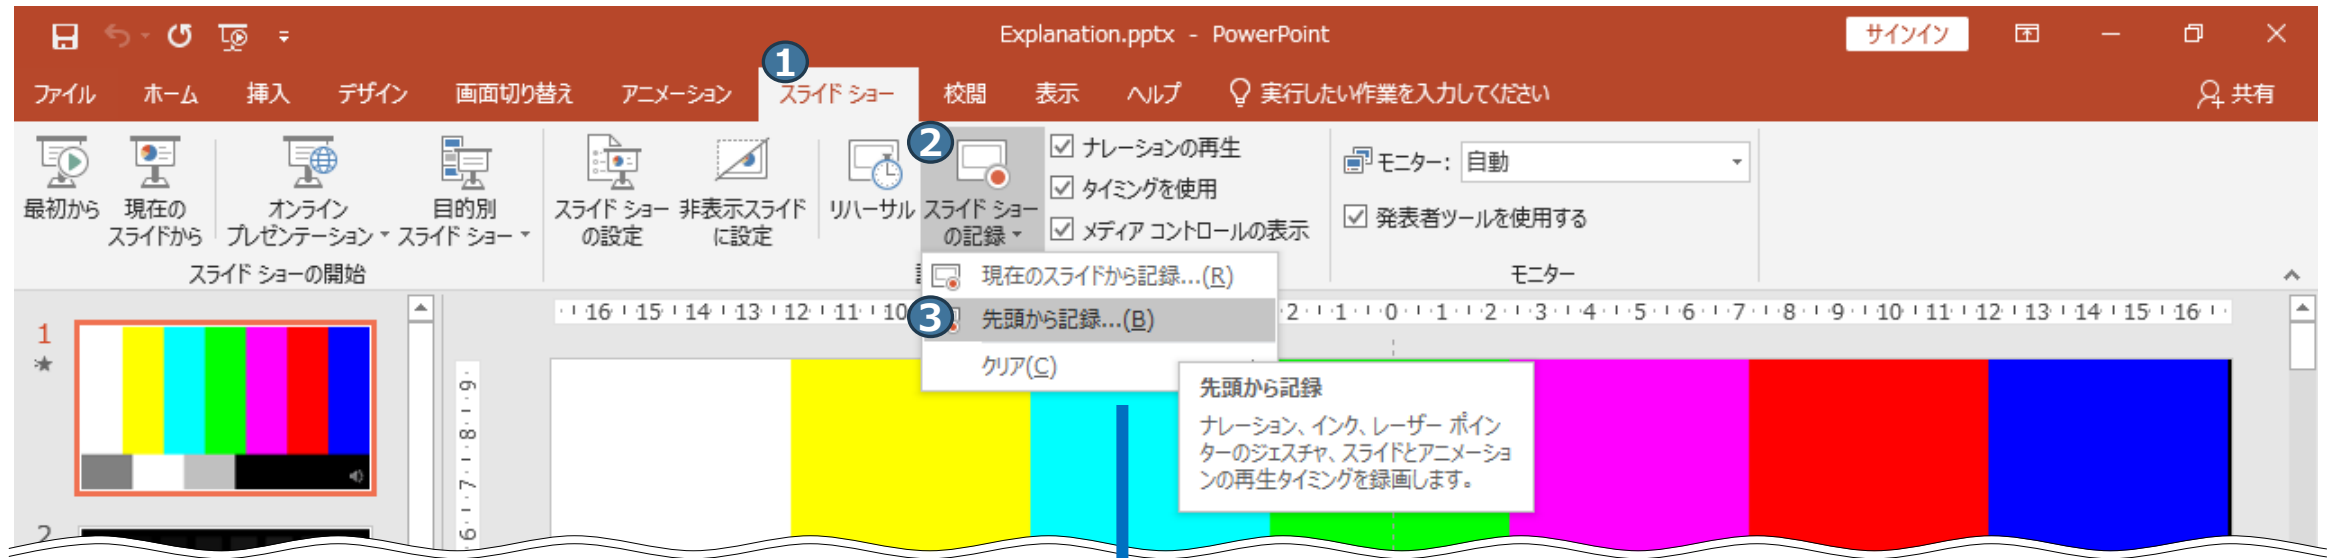 Explanation.pptx - PowerPoint
サインイン
1
ファイル ホーム 挿入 デザイン 画面切り替え アニメーション スライド ショー 校閲 表示 ヘルプ 実行したい作業を入力してください 共有
2
最初から
現在の
スライドから
オンライン
プレゼンテーション
目的別
スライド ショー
スライド ショー
の設定
非表示スライド
に設定
リハーサル
スライド ショー
の記録
ナレーションの再生
タイミングを使用
メディア コントロールの表示
モニター: 自動
発表者ツールを使用する
スライド ショーの開始
モニター
現在のスライドから記録...(R)
3
先頭から記録...(B)
クリア(C)
先頭から記録
ナレーション、インク、レーザー ポイン
ターのジェスチャ、スライドとアニメーショ
ンの再生タイミングを録画します。
16 15 14 13 12 11 10 2 1 0 1 2 3 4 5 6 7 8 9 10 11 12 13 14 15 16
1
2
9
8
7
6